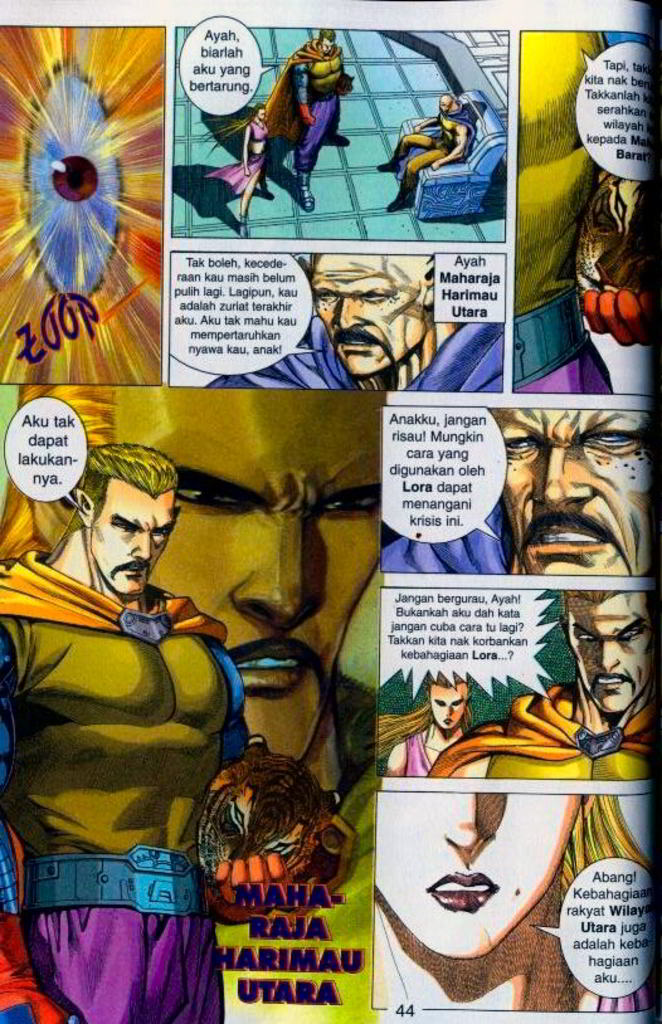 ZOOP
Ayah,
biarlah
aku yang
bertarung.
Tapi,
kita nak
Takkanlah
serahkan
wilayah
kepada
Barat?
Tak boleh, kecede-
raan kau masih belum
pulih lagi. Lagipun, kau
adalah zuriat terakhir
aku. Aku tak mahu kau
mempertaruhkan
nyawa kau, anak!
Ayah
Maharaja
Harimau
Utara
Aku tak
dapat
lakukan-
nya.
MAHA-
RAJA
HARIMAU
UTARA
Anakku, jangan
risau! Mungkin
cara yang
digunakan oleh
Lora dapat
menangani
krisis ini.
Jangan bergurau, Ayah!
Bukankah aku dah kata
jangan cuba cara tu lagi?
Takkan kita nak korbankan
kebahagiaan Lora...?
Abang!
Kebahagiaan
rakyat Wilayah
Utara juga
adalah keba-
hagiaan
aku....
44